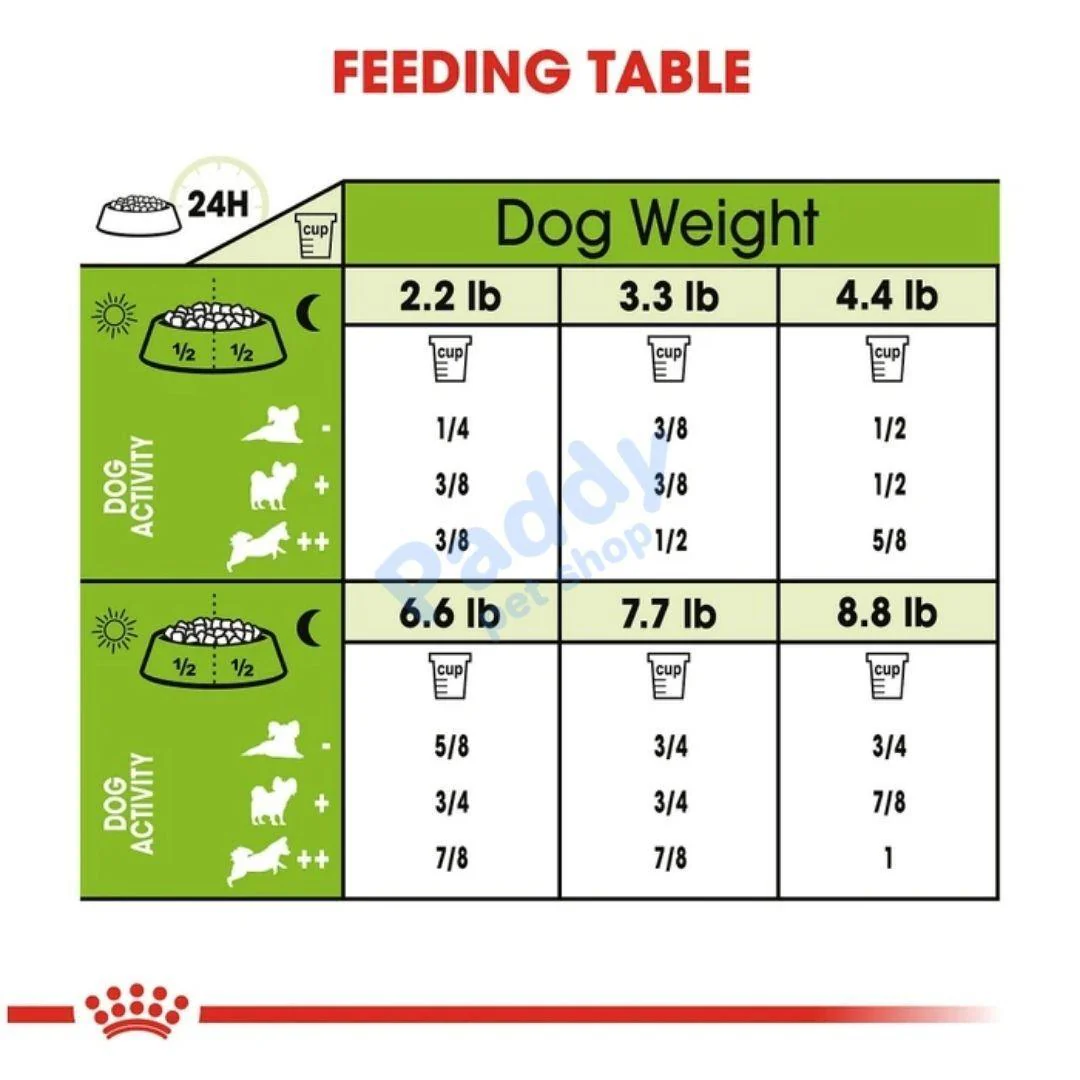 FEEDING TABLE
24H
cup
Dog Weight
2.2 lb 3.3 lb 4.4 lb
1/2 1/2
cup cup cup
DOG ACTIVITY
- 1/4 3/8 1/2
+ 3/8 3/8 1/2
++ 3/8 1/2 5/8
Paddy
pet shop
6.6 lb 7.7 lb 8.8 lb
1/2 1/2
cup cup cup
DOG ACTIVITY
- 5/8 3/4 3/4
+ 3/4 3/4 7/8
++ 7/8 7/8 1